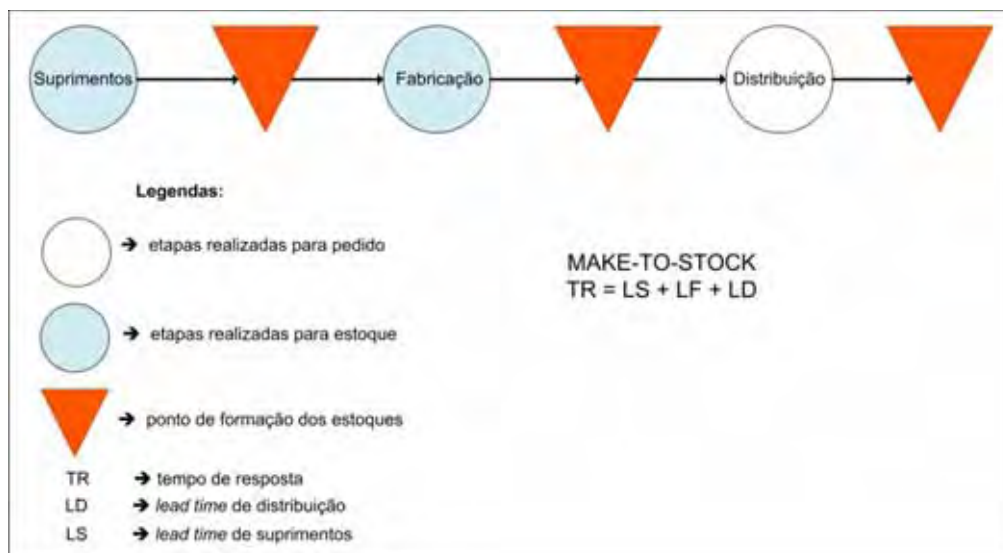 Suprimentos
Fabricação
Distribuição
Legendas:
➔ etapas realizadas para pedido
MAKE-TO-STOCK
TR = LS + LF + LD
➔ etapas realizadas para estoque
➔ ponto de formação dos estoques
TR ➔ tempo de resposta
LD ➔ lead time de distribuição
LS ➔ lead time de suprimentos